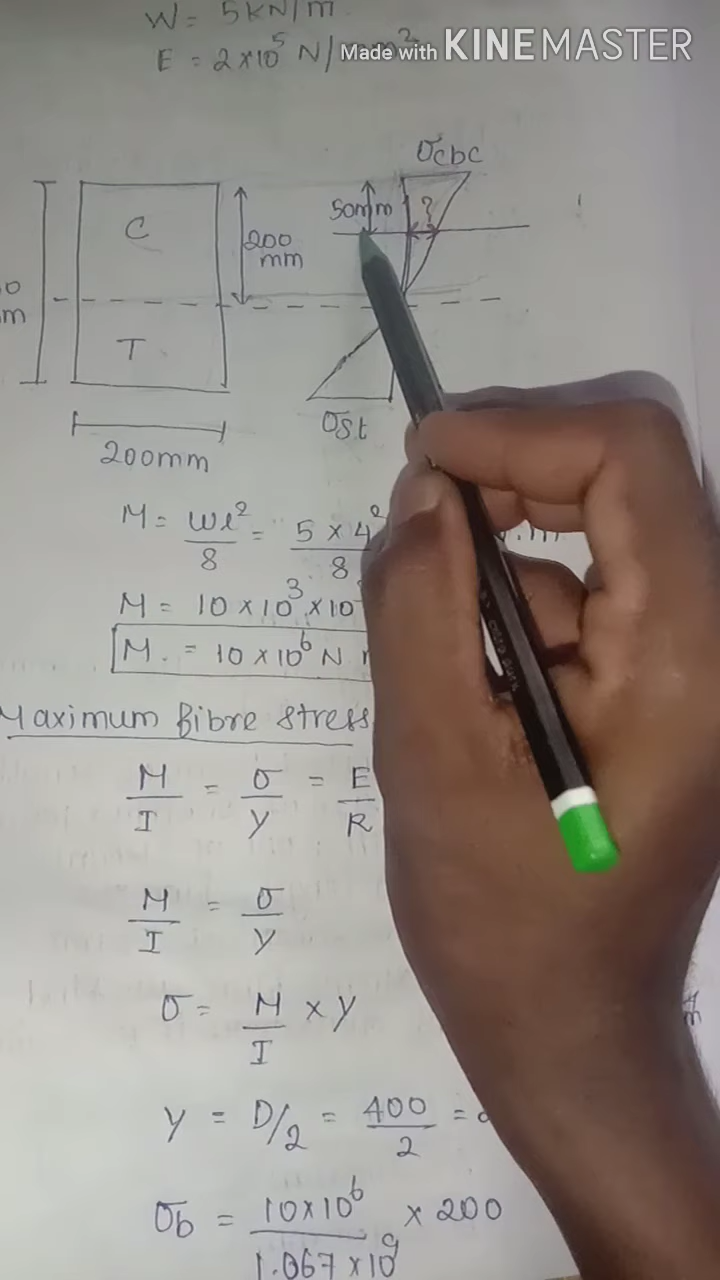 W = 5KN/m
E = 2×10⁵ N/
Made with KINEMASTER
σcbc
50mm
?
C
200
mm
T
σst
200mm
M = wl²/8 = 5×4²/8
M = 10×10³×10
M. = 10×10⁶ N
Maximum fibre stress
M/I = σ/Y = E/R
M/I = σ/Y
σ = M/I × Y
Y = D/2 = 400/2 =
σb = 10×10⁶/1.067×10⁹ × 200